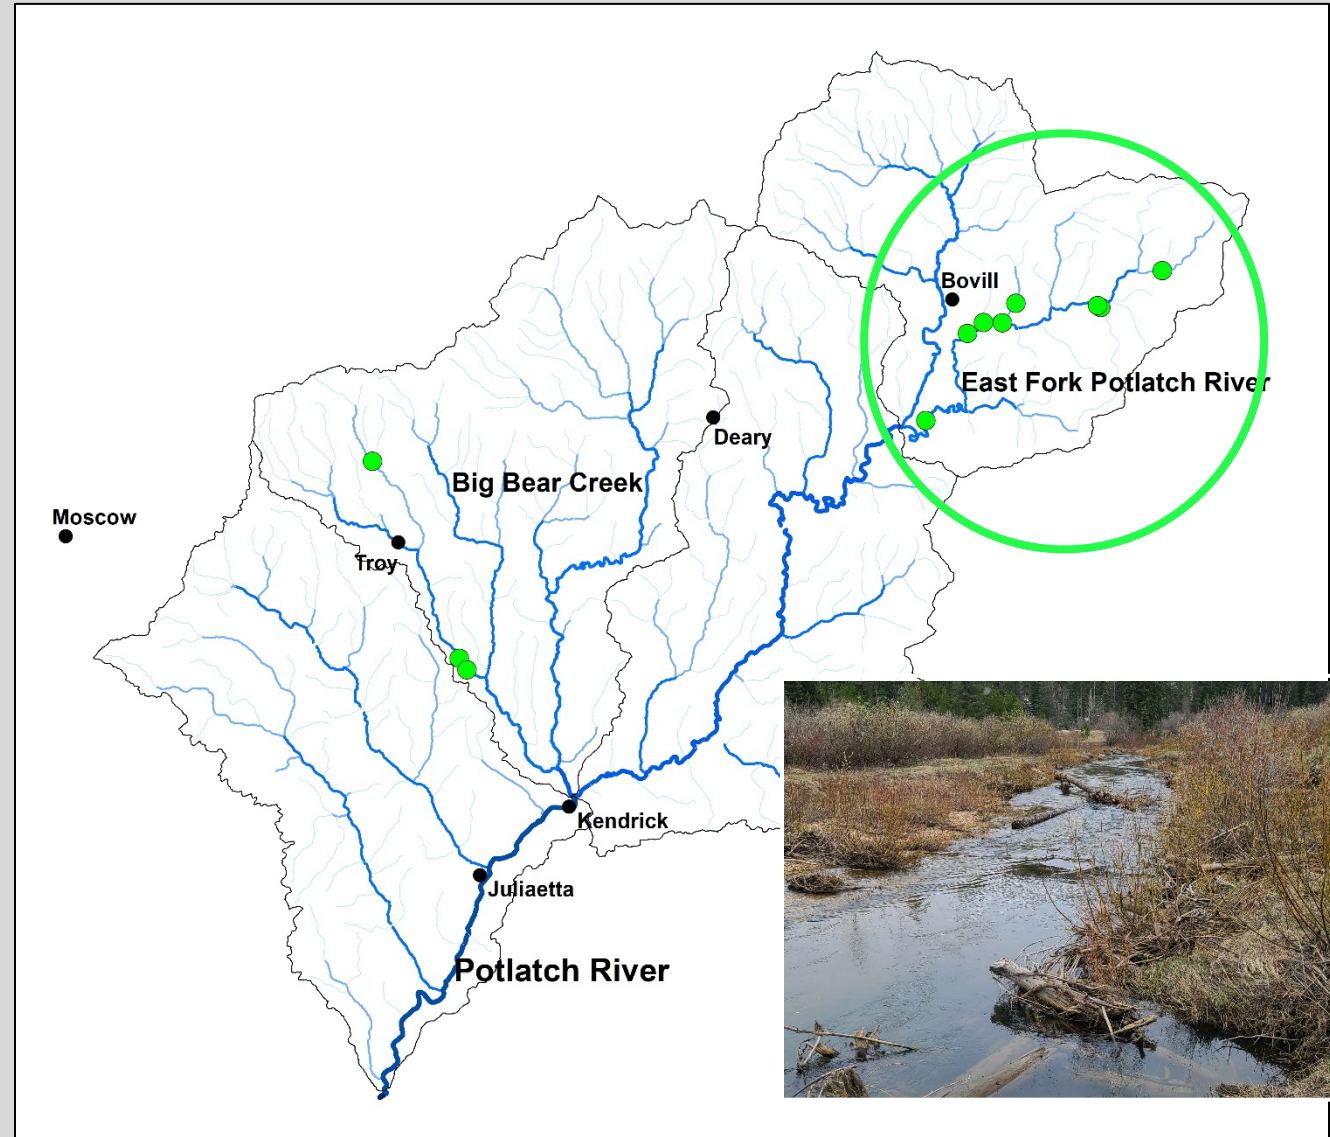 Bovill
East Fork Potlatch River
Deary
Big Bear Creek
Moscow
Troy
Kendrick
Juliaetta
Potlatch River